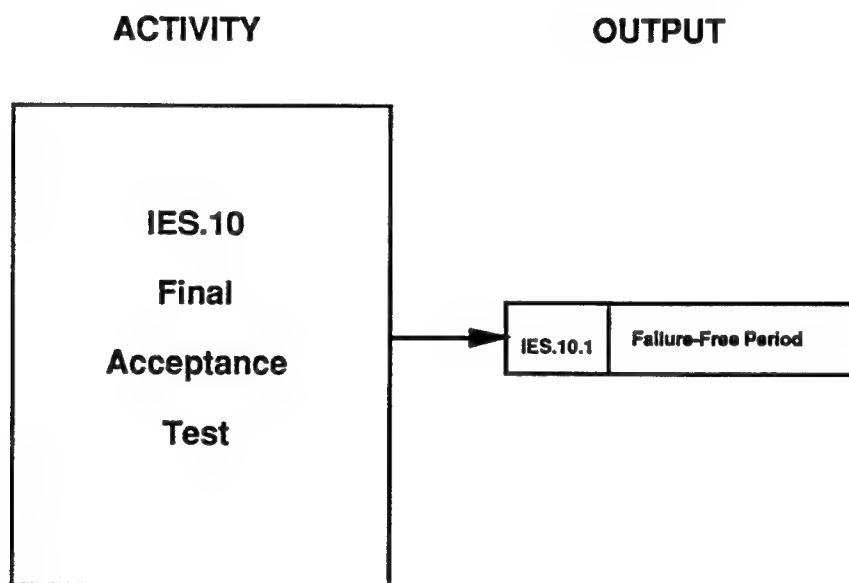 ACTIVITY
OUTPUT
IES.10
Final
Acceptance
Test
IES.10.1
Failure-Free Period